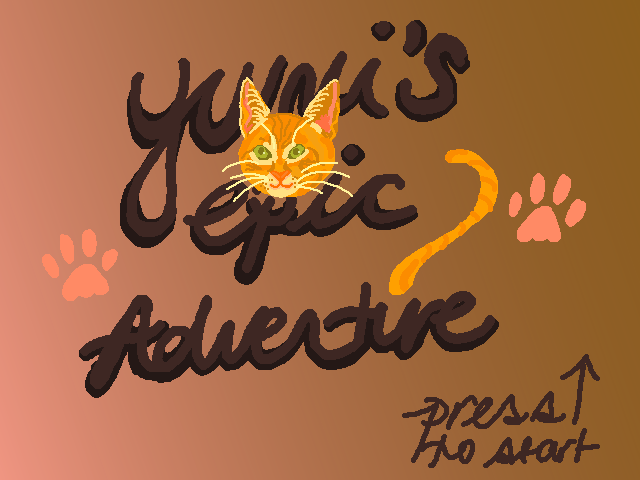 yumi's
epic
Adventure
press ↑
to start